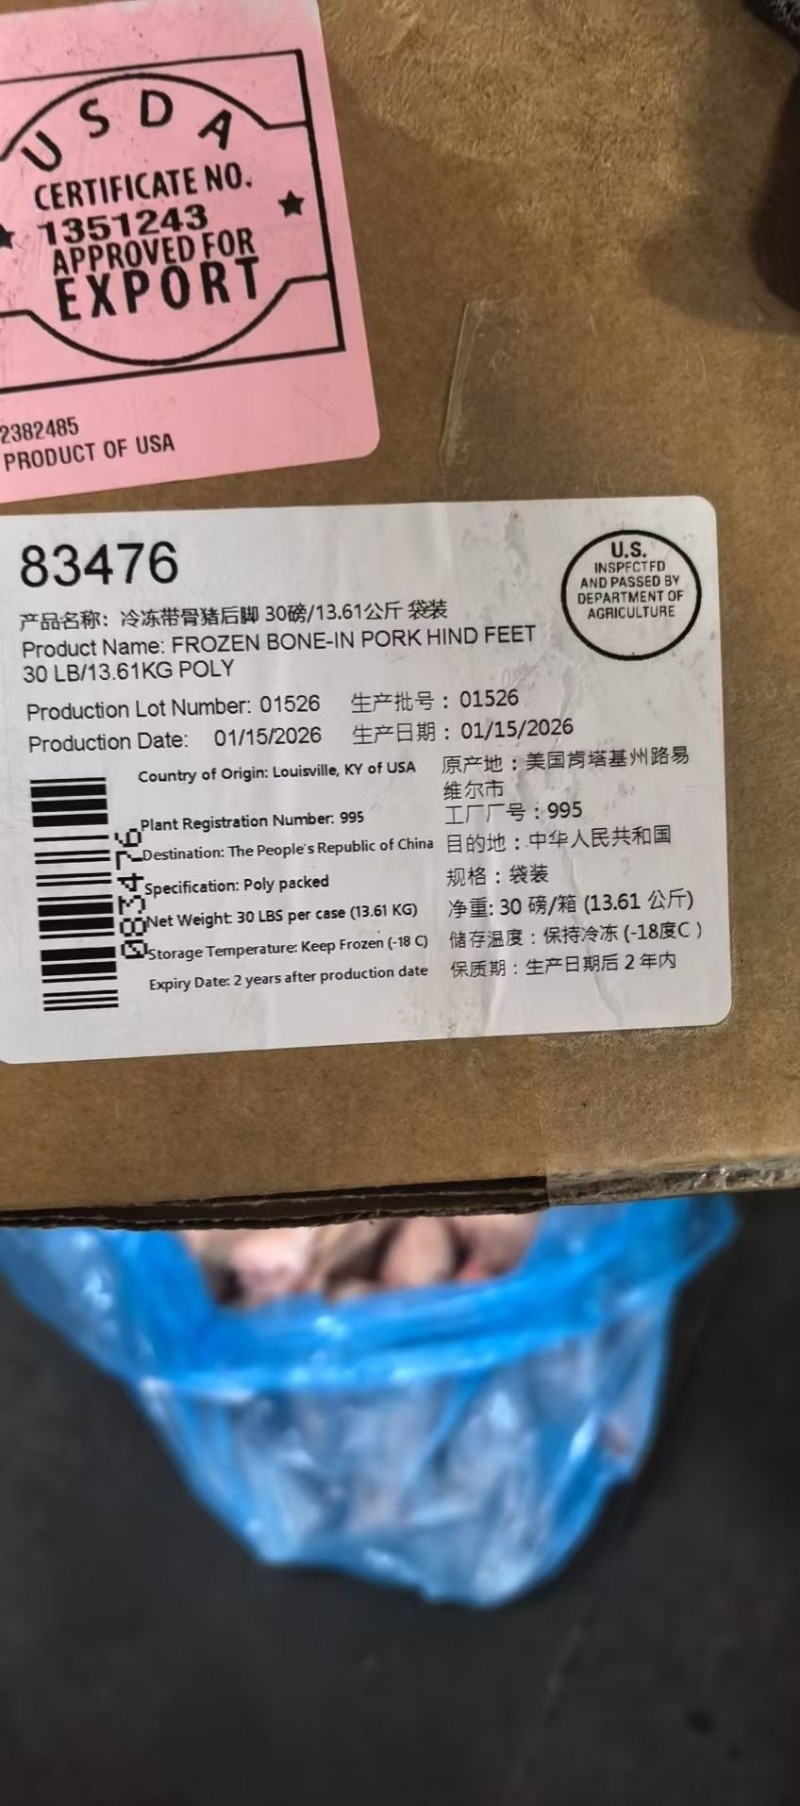 USDA
CERTIFICATE NO.
1351243
APPROVED FOR
EXPORT
2382485
PRODUCT OF USA
83476
U.S.
INSPECTED
AND PASSED BY
DEPARTMENT OF
AGRICULTURE
产品名称：冷冻带骨猪后脚 30磅/13.61公斤 袋装
Product Name: FROZEN BONE-IN PORK HIND FEET
30 LB/13.61KG POLY
Production Lot Number: 01526 生产批号：01526
Production Date: 01/15/2026 生产日期：01/15/2026
Country of Origin: Louisville, KY of USA
原产地：美国肯塔基州路易
维尔市
Plant Registration Number: 995
工厂厂号：995
Destination: The People's Republic of China
目的地：中华人民共和国
Specification: Poly packed
规格：袋装
Net Weight: 30 LBS per case (13.61 KG)
净重: 30 磅/箱 (13.61 公斤)
Storage Temperature: Keep Frozen (-18 C)
储存温度：保持冷冻 (-18度C )
Expiry Date: 2 years after production date
保质期：生产日期后 2 年内
83476